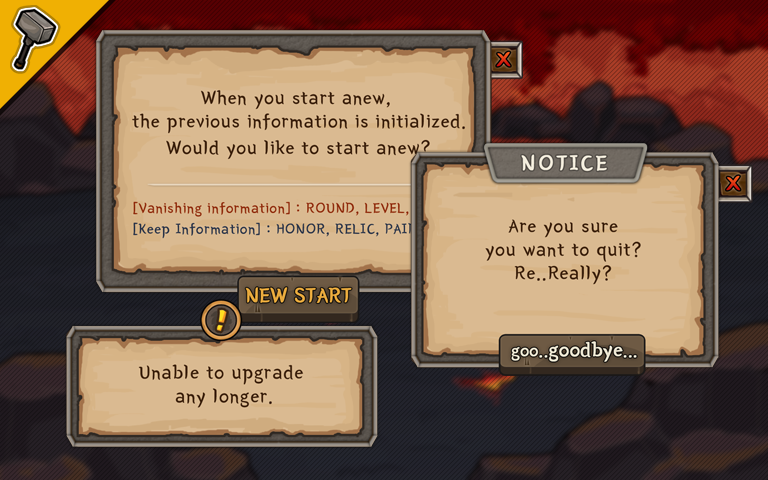 When you start anew,
the previous information is initialized.
Would you like to start anew?
[Vanishing information] : ROUND, LEVEL,
[Keep Information] : HONOR, RELIC,
NEW START
NOTICE
Are you sure
you want to quit?
Re..Really?
goo..goodbye...
!
Unable to upgrade
any longer.